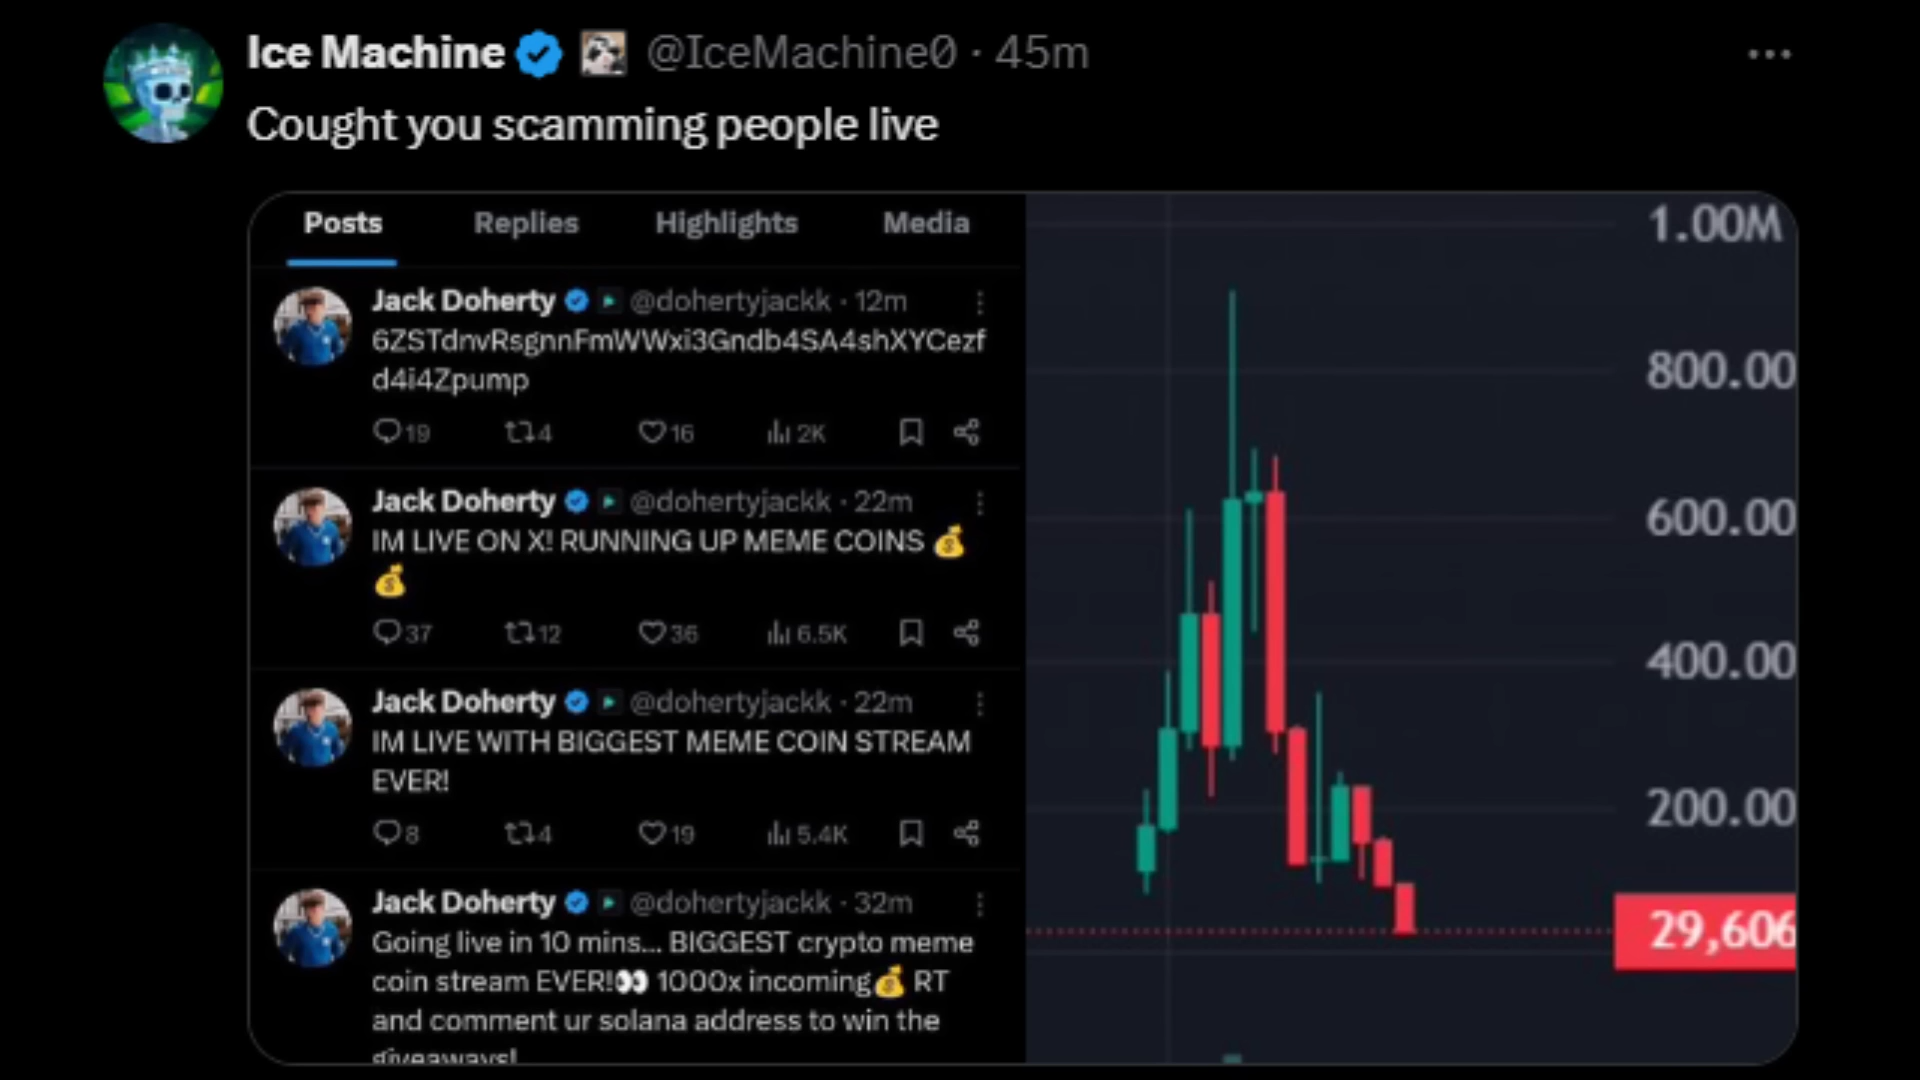 Ice Machine @IceMachine0 · 45m
Cought you scamming people live
Posts Replies Highlights Media
Jack Doherty @dohertyjackk · 12m
6ZSTdnvRsgnnFmWWxi3Gndb4SA4shXYCezf
d4i4Zpump
19 4 16 2K
Jack Doherty @dohertyjackk · 22m
IM LIVE ON X! RUNNING UP MEME COINS 💰
💰
37 12 36 6.5K
Jack Doherty @dohertyjackk · 22m
IM LIVE WITH BIGGEST MEME COIN STREAM
EVER!
8 4 19 5.4K
Jack Doherty @dohertyjackk · 32m
Going live in 10 mins... BIGGEST crypto meme
coin stream EVER!👀 1000x incoming💰 RT
and comment ur solana address to win the
giveaways!
1.00M
800.00
600.00
400.00
200.00
29,606